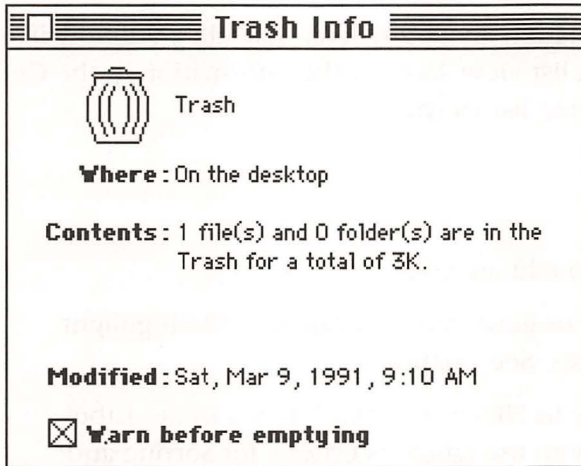 Trash Info
Trash
Where: On the desktop
Contents: 1 file(s) and 0 folder(s) are in the
Trash for a total of 3K.
Modified: Sat, Mar 9, 1991, 9:10 AM
Warn before emptying